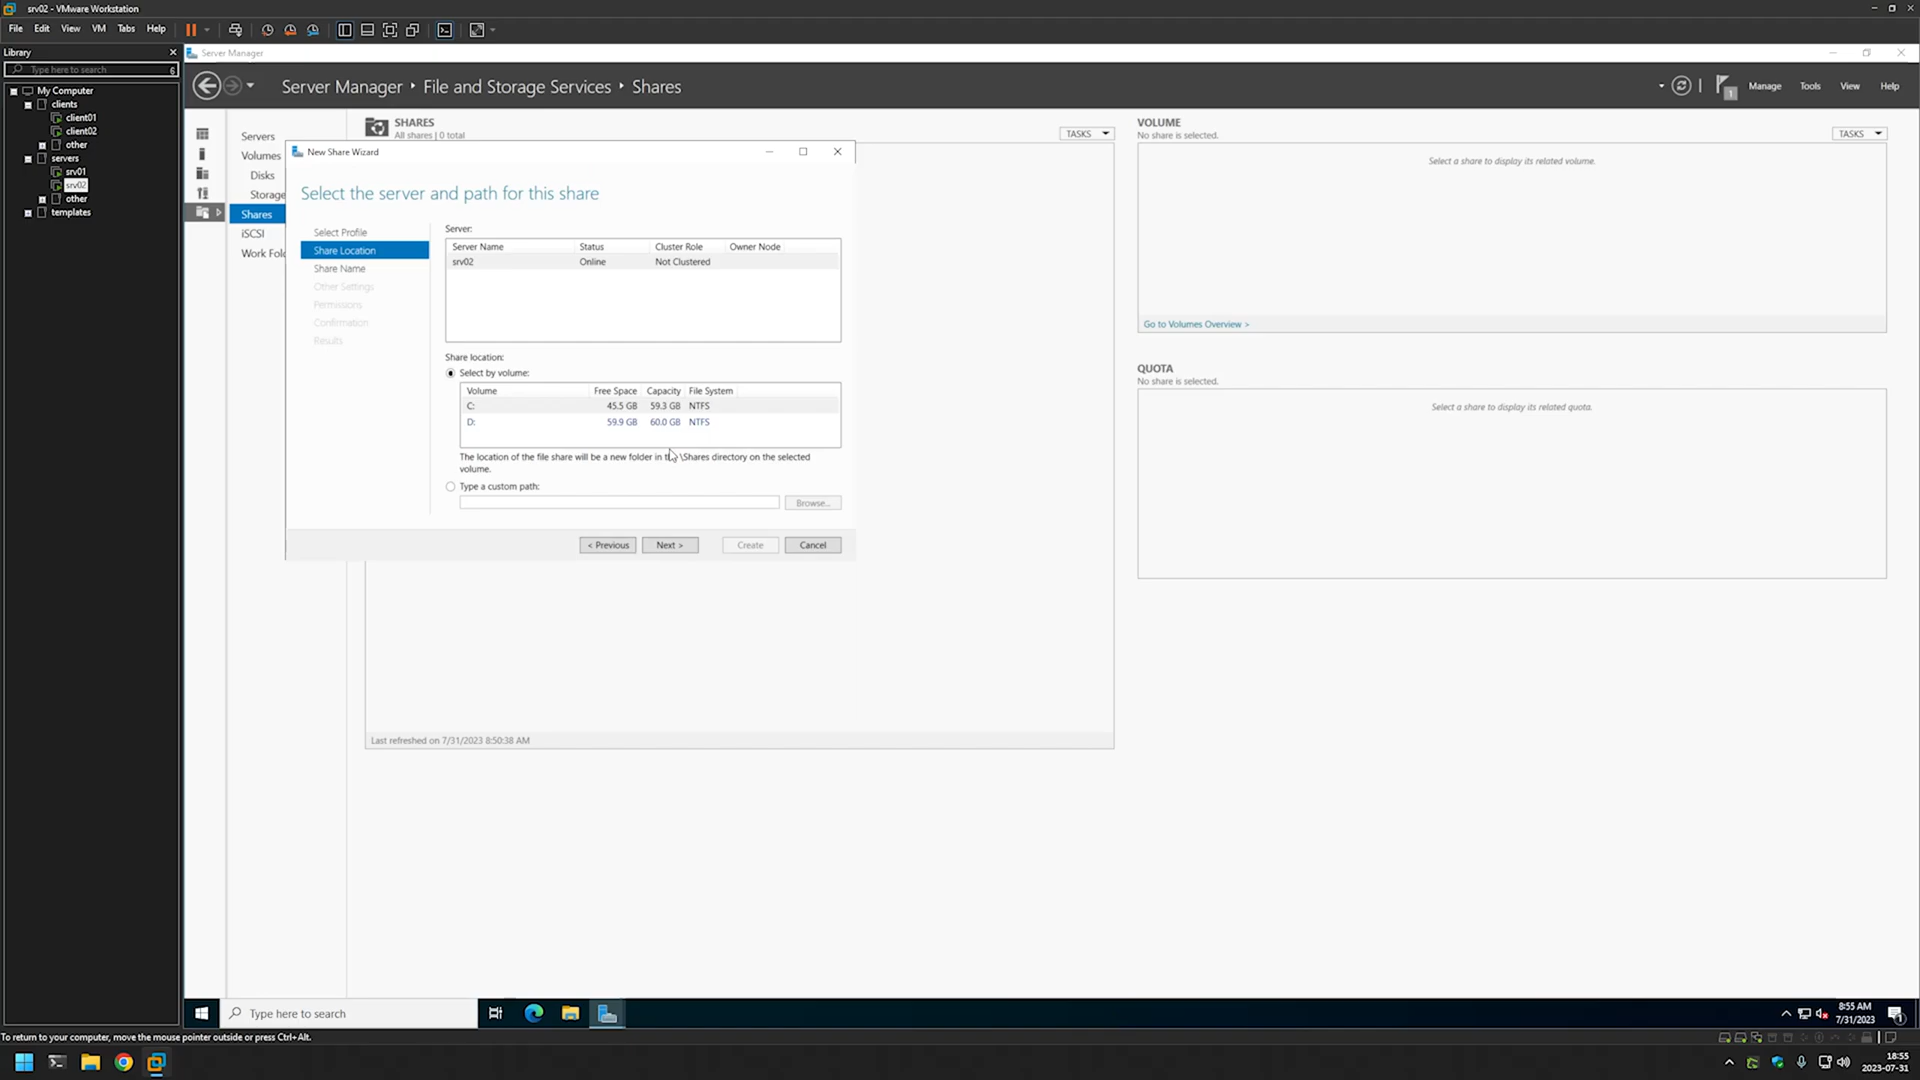 srv02 - VMware Workstation
File Edit View VM Tabs Help
Library
Type here to search
My Computer
clients
client01
client02
other
servers
srv01
srv02
other
templates
Server Manager
Server Manager ‣ File and Storage Services ‣ Shares
1
Manage Tools View Help
Servers
Volumes
Disks
Storage
Shares
iSCSI
Work Fol
SHARES
All shares | 0 total
TASKS
New Share Wizard
Select the server and path for this share
Select Profile
Share Location
Share Name
Other Settings
Permissions
Confirmation
Results
Server:
Server Name Status Cluster Role Owner Node
srv02 Online Not Clustered
Share location:
Select by volume:
Volume Free Space Capacity File System
C: 45.5 GB 59.3 GB NTFS
D: 59.9 GB 60.0 GB NTFS
The location of the file share will be a new folder in \Shares directory on the selected
volume.
Type a custom path:
Browse...
< Previous Next > Create Cancel
Last refreshed on 7/31/2023 8:50:38 AM
VOLUME
No share is selected.
TASKS
Select a share to display its related volume.
Go to Volumes Overview >
QUOTA
No share is selected.
Select a share to display its related quota.
Type here to search
8:55 AM
7/31/2023
1
To return to your computer, move the mouse pointer outside or press Ctrl+Alt.
18:55
2023-07-31